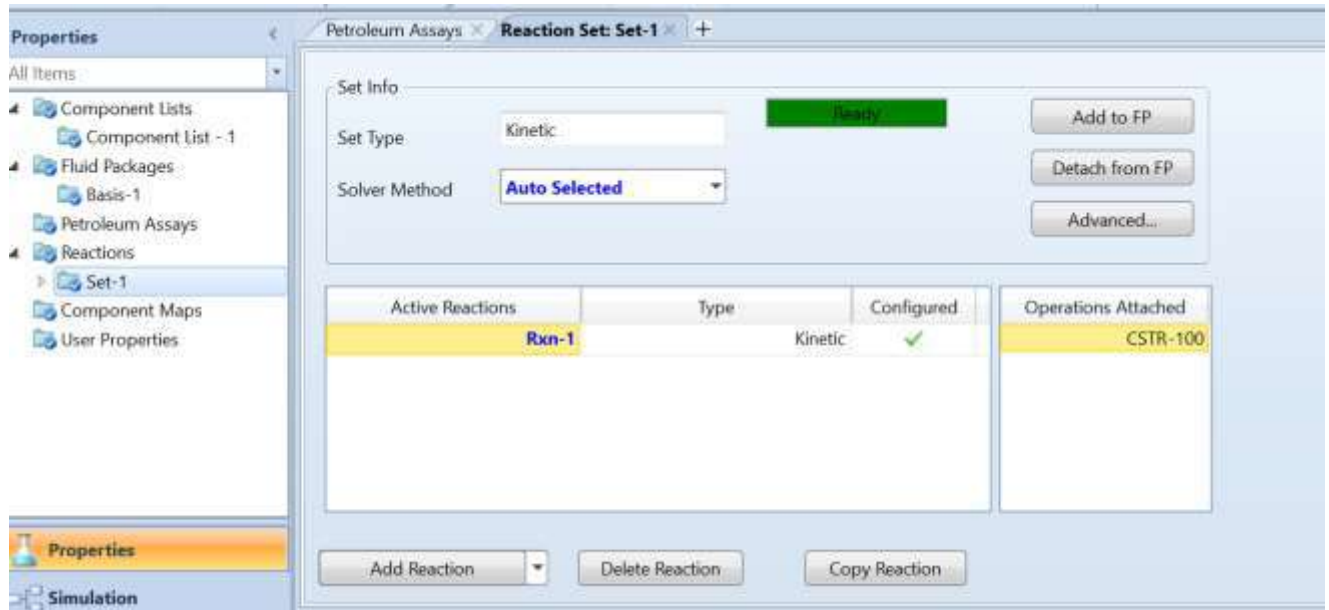 Properties
All Items
Component Lists
Component List - 1
Fluid Packages
Basis-1
Petroleum Assays
Reactions
Set-1
Component Maps
User Properties
Properties
Simulation
Petroleum Assays Reaction Set: Set-1 +
Set Info
Set Type Kinetic
Ready
Solver Method Auto Selected
Add to FP
Detach from FP
Advanced...
Active Reactions Type Configured Operations Attached
Rxn-1 Kinetic CSTR-100
Add Reaction Delete Reaction Copy Reaction